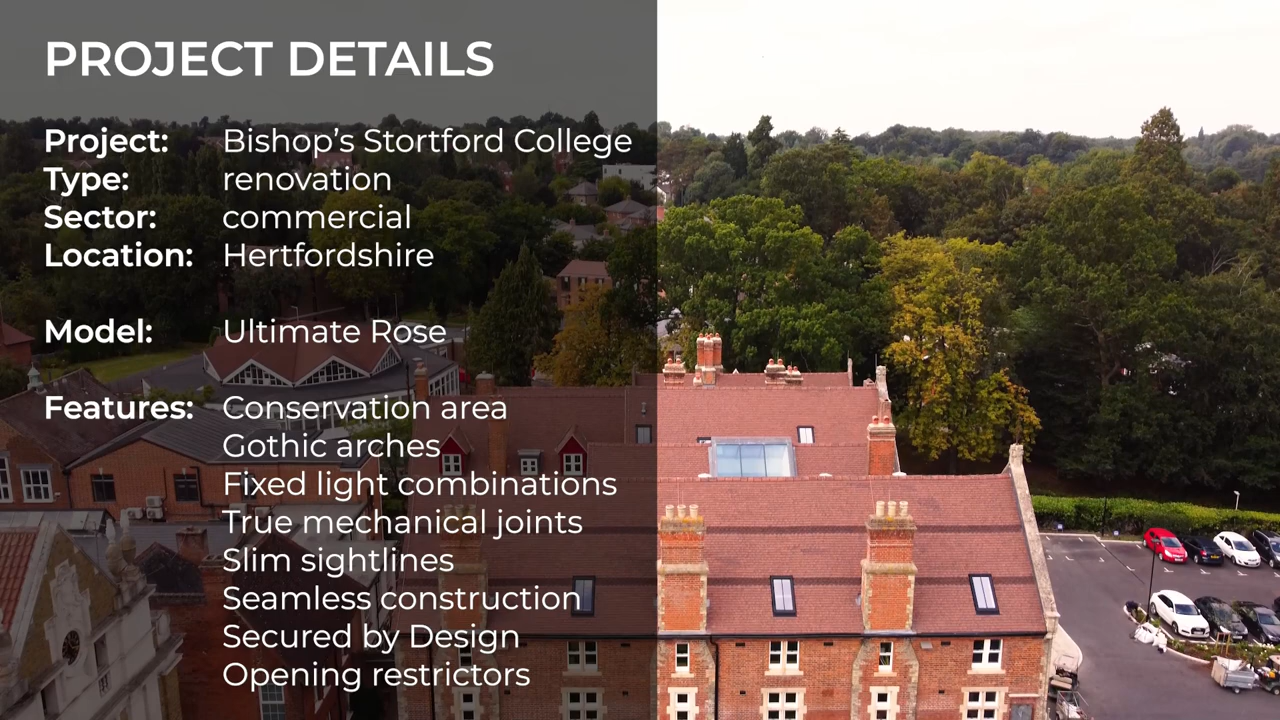 PROJECT DETAILS
Project: Bishop’s Stortford College
Type: renovation
Sector: commercial
Location: Hertfordshire
Model: Ultimate Rose
Features: Conservation area
Gothic arches
Fixed light combinations
True mechanical joints
Slim sightlines
Seamless construction
Secured by Design
Opening restrictors